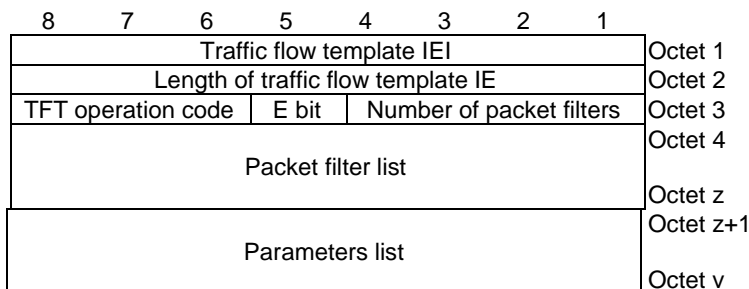 8 7 6 5 4 3 2 1
Traffic flow template IEI Octet 1
Length of traffic flow template IE Octet 2
TFT operation code E bit Number of packet filters Octet 3
Octet 4
Packet filter list
Octet z
Octet z+1
Parameters list
Octet v